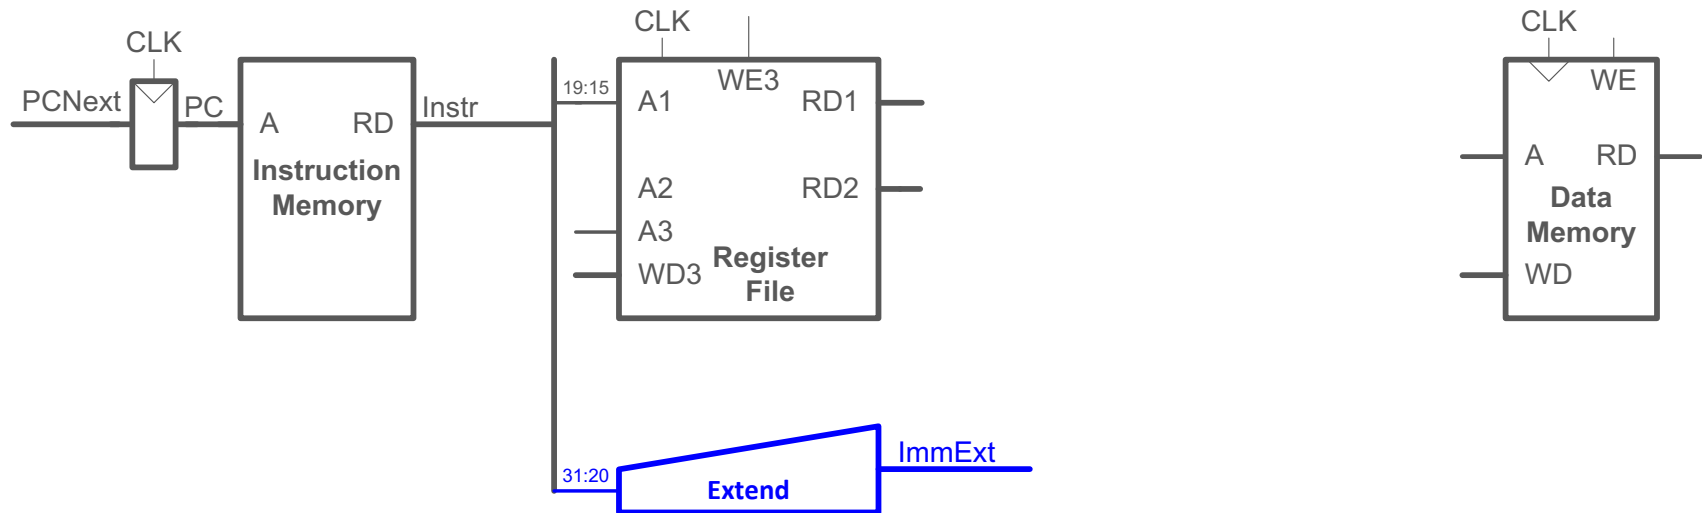 CLK
PCNext
PC
A
RD
Instruction
Memory
Instr
19:15
CLK
WE3
A1
RD1
A2
RD2
A3
WD3
Register
File
31:20
Extend
ImmExt
CLK
WE
A
RD
Data
Memory
WD